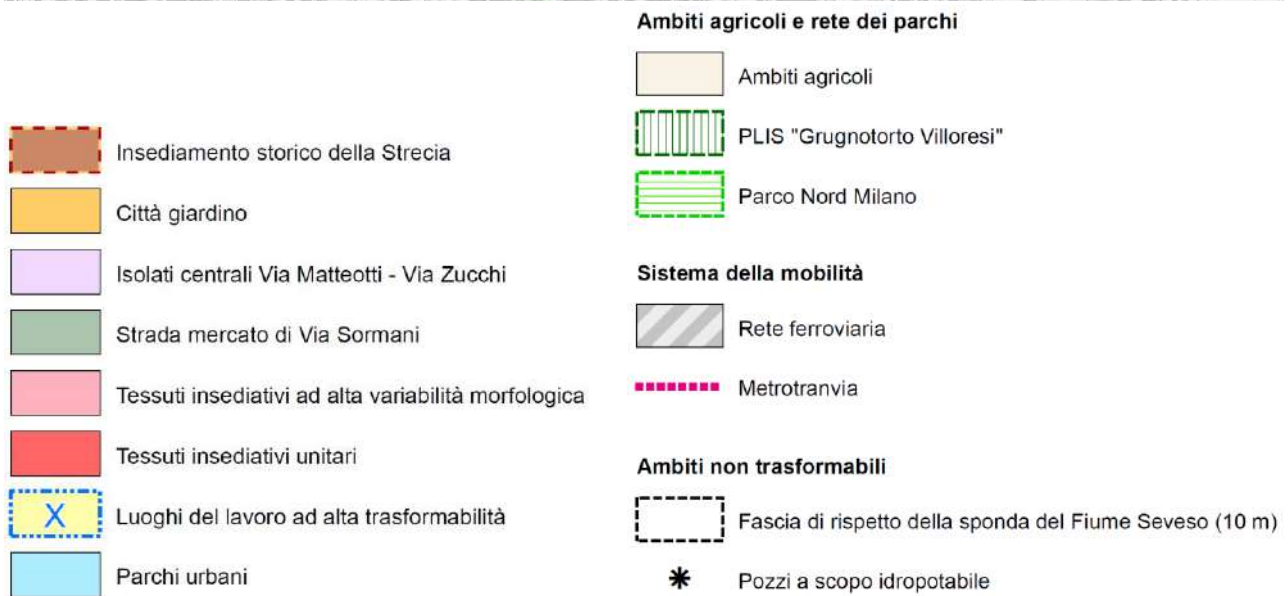 Insediamento storico della Strecia
Città giardino
Isolati centrali Via Matteotti - Via Zucchi
Strada mercato di Via Sormani
Tessuti insediativi ad alta variabilità morfologica
Tessuti insediativi unitari
X Luoghi del lavoro ad alta trasformabilità
Parchi urbani
Ambiti agricoli e rete dei parchi
Ambiti agricoli
PLIS "Grugnotorto Villoresi"
Parco Nord Milano
Sistema della mobilità
Rete ferroviaria
Metrotranvia
Ambiti non trasformabili
Fascia di rispetto della sponda del Fiume Seveso (10 m)
Pozzi a scopo idropotabile